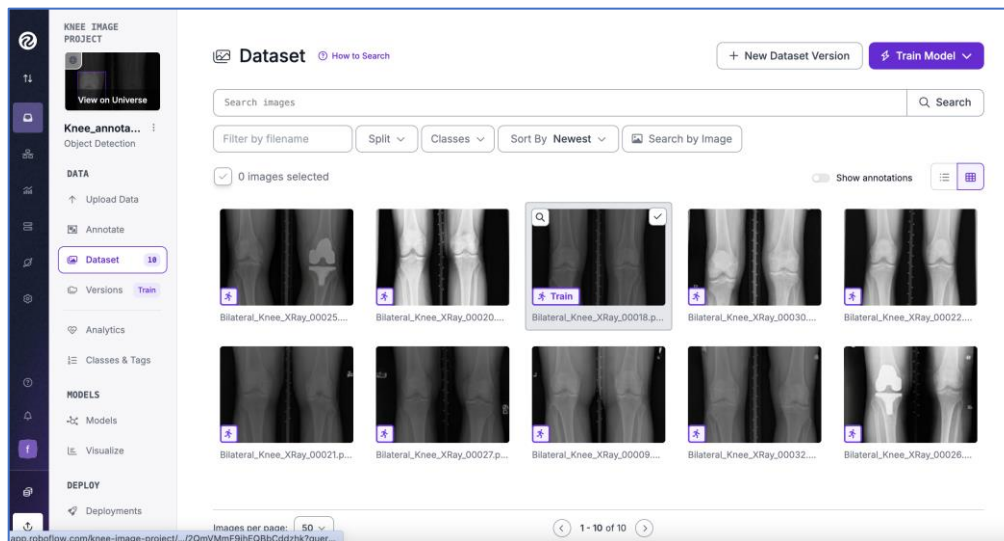 KNEE IMAGE
PROJECT
View on Universe
Knee_annota...
Object Detection
DATA
Upload Data
Annotate
Dataset 10
Versions Train
Analytics
Classes & Tags
MODELS
Models
Visualize
DEPLOY
Deployments
f
Dataset How to Search
+ New Dataset Version
Train Model
Search images
Search
Filter by filename
Split
Classes
Sort By Newest
Search by Image
0 images selected
Show annotations
Train
Bilateral_Knee_XRay_00025....
Bilateral_Knee_XRay_00020....
Bilateral_Knee_XRay_00018.p...
Bilateral_Knee_XRay_00030....
Bilateral_Knee_XRay_00022....
Bilateral_Knee_XRay_00021.p...
Bilateral_Knee_XRay_00027.p...
Bilateral_Knee_XRay_00009....
Bilateral_Knee_XRay_00032....
Bilateral_Knee_XRay_00026....
Images per page: 50
1 - 10 of 10